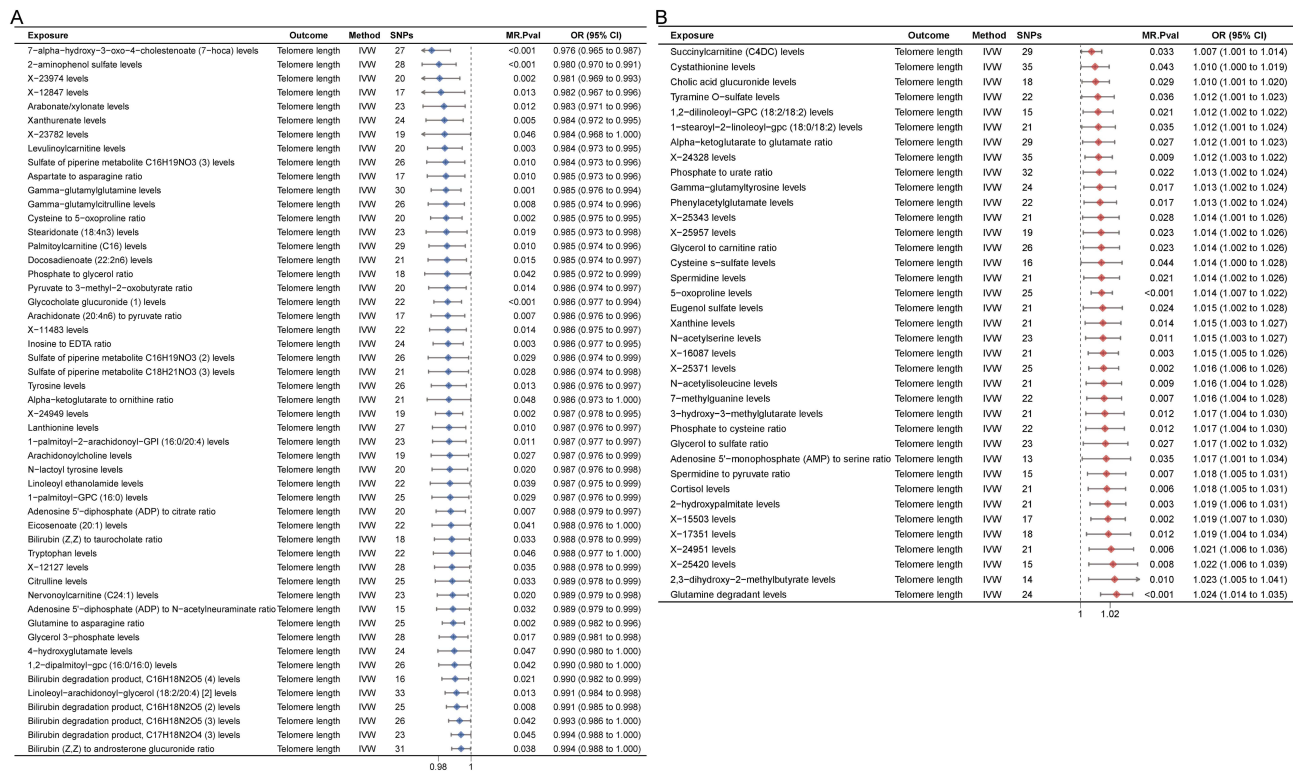 A
Exposure Outcome Method SNPs MR.Pval OR (95% CI)
7−alpha−hydroxy−3−oxo−4−cholestenoate (7−hoca) levels Telomere length IVW 27 <0.001 0.976 (0.965 to 0.987)
2−aminophenol sulfate levels Telomere length IVW 28 <0.001 0.980 (0.970 to 0.991)
X−23974 levels Telomere length IVW 20 0.002 0.981 (0.969 to 0.993)
X−12847 levels Telomere length IVW 17 0.013 0.982 (0.967 to 0.996)
Arabonate/xylonate levels Telomere length IVW 23 0.012 0.983 (0.971 to 0.996)
Xanthurenate levels Telomere length IVW 24 0.005 0.984 (0.972 to 0.995)
X−23782 levels Telomere length IVW 19 0.046 0.984 (0.968 to 1.000)
Levulinoylcarnitine levels Telomere length IVW 20 0.003 0.984 (0.973 to 0.995)
Sulfate of piperine metabolite C16H19NO3 (3) levels Telomere length IVW 26 0.010 0.984 (0.973 to 0.996)
Aspartate to asparagine ratio Telomere length IVW 17 0.010 0.985 (0.973 to 0.996)
Gamma−glutamylglutamine levels Telomere length IVW 30 0.001 0.985 (0.976 to 0.994)
Gamma−glutamylcitrulline levels Telomere length IVW 26 0.008 0.985 (0.974 to 0.996)
Cysteine to 5−oxoproline ratio Telomere length IVW 20 0.002 0.985 (0.975 to 0.995)
Stearidonate (18:4n3) levels Telomere length IVW 23 0.019 0.985 (0.973 to 0.998)
Palmitoylcarnitine (C16) levels Telomere length IVW 29 0.010 0.985 (0.974 to 0.996)
Docosadienoate (22:2n6) levels Telomere length IVW 21 0.015 0.985 (0.974 to 0.997)
Phosphate to glycerol ratio Telomere length IVW 18 0.042 0.985 (0.972 to 0.999)
Pyruvate to 3−methyl−2−oxobutyrate ratio Telomere length IVW 20 0.014 0.986 (0.974 to 0.997)
Glycocholate glucuronide (1) levels Telomere length IVW 22 <0.001 0.986 (0.977 to 0.994)
Arachidonate (20:4n6) to pyruvate ratio Telomere length IVW 17 0.007 0.986 (0.976 to 0.996)
X−11483 levels Telomere length IVW 22 0.014 0.986 (0.975 to 0.997)
Inosine to EDTA ratio Telomere length IVW 24 0.003 0.986 (0.977 to 0.995)
Sulfate of piperine metabolite C16H19NO3 (2) levels Telomere length IVW 26 0.029 0.986 (0.974 to 0.999)
Sulfate of piperine metabolite C18H21NO3 (3) levels Telomere length IVW 21 0.028 0.986 (0.974 to 0.998)
Tyrosine levels Telomere length IVW 26 0.013 0.986 (0.976 to 0.997)
Alpha−ketoglutarate to ornithine ratio Telomere length IVW 21 0.048 0.986 (0.973 to 1.000)
X−24949 levels Telomere length IVW 19 0.002 0.987 (0.978 to 0.995)
Lanthionine levels Telomere length IVW 27 0.010 0.987 (0.976 to 0.997)
1−palmitoyl−2−arachidonoyl−GPI (16:0/20:4) levels Telomere length IVW 23 0.011 0.987 (0.977 to 0.997)
Arachidonoylcholine levels Telomere length IVW 19 0.027 0.987 (0.976 to 0.999)
N−lactoyl tyrosine levels Telomere length IVW 20 0.020 0.987 (0.976 to 0.998)
Linoleoyl ethanolamide levels Telomere length IVW 22 0.039 0.987 (0.975 to 0.999)
1−palmitoyl−GPC (16:0) levels Telomere length IVW 25 0.029 0.987 (0.976 to 0.999)
Adenosine 5'−diphosphate (ADP) to citrate ratio Telomere length IVW 20 0.007 0.988 (0.979 to 0.997)
Eicosenoate (20:1) levels Telomere length IVW 22 0.041 0.988 (0.976 to 1.000)
Bilirubin (Z,Z) to taurocholate ratio Telomere length IVW 18 0.033 0.988 (0.978 to 0.999)
Tryptophan levels Telomere length IVW 22 0.046 0.988 (0.977 to 1.000)
X−12127 levels Telomere length IVW 28 0.035 0.988 (0.978 to 0.999)
Citrulline levels Telomere length IVW 25 0.033 0.989 (0.978 to 0.999)
Nervonoylcarnitine (C24:1) levels Telomere length IVW 23 0.020 0.989 (0.979 to 0.998)
Adenosine 5'−diphosphate (ADP) to N−acetylneuraminate ratio Telomere length IVW 15 0.032 0.989 (0.979 to 0.999)
Glutamine to asparagine ratio Telomere length IVW 25 0.002 0.989 (0.982 to 0.996)
Glycerol 3−phosphate levels Telomere length IVW 28 0.017 0.989 (0.981 to 0.998)
4−hydroxyglutamate levels Telomere length IVW 24 0.047 0.990 (0.980 to 1.000)
1,2−dipalmitoyl−gpc (16:0/16:0) levels Telomere length IVW 26 0.042 0.990 (0.980 to 1.000)
Bilirubin degradation product, C16H18N2O5 (4) levels Telomere length IVW 16 0.021 0.990 (0.982 to 0.999)
Linoleoyl−arachidonoyl−glycerol (18:2/20:4) [2] levels Telomere length IVW 33 0.013 0.991 (0.984 to 0.998)
Bilirubin degradation product, C16H18N2O5 (2) levels Telomere length IVW 25 0.008 0.991 (0.985 to 0.998)
Bilirubin degradation product, C16H18N2O5 (3) levels Telomere length IVW 26 0.042 0.993 (0.986 to 1.000)
Bilirubin degradation product, C17H18N2O4 (3) levels Telomere length IVW 23 0.045 0.994 (0.988 to 1.000)
Bilirubin (Z,Z) to androsterone glucuronide ratio Telomere length IVW 31 0.038 0.994 (0.988 to 1.000)
0.98 1
B
Exposure Outcome Method SNPs MR.Pval OR (95% CI)
Succinylcarnitine (C4DC) levels Telomere length IVW 29 0.033 1.007 (1.001 to 1.014)
Cystathionine levels Telomere length IVW 35 0.043 1.010 (1.000 to 1.019)
Cholic acid glucuronide levels Telomere length IVW 18 0.029 1.010 (1.001 to 1.020)
Tyramine O−sulfate levels Telomere length IVW 22 0.036 1.012 (1.001 to 1.023)
1,2−dilinoleoyl−GPC (18:2/18:2) levels Telomere length IVW 15 0.021 1.012 (1.002 to 1.022)
1−stearoyl−2−linoleoyl−gpc (18:0/18:2) levels Telomere length IVW 21 0.035 1.012 (1.001 to 1.024)
Alpha−ketoglutarate to glutamate ratio Telomere length IVW 29 0.027 1.012 (1.001 to 1.023)
X−24328 levels Telomere length IVW 35 0.009 1.012 (1.003 to 1.022)
Phosphate to urate ratio Telomere length IVW 32 0.022 1.013 (1.002 to 1.024)
Gamma−glutamyltyrosine levels Telomere length IVW 24 0.017 1.013 (1.002 to 1.024)
Phenylacetylglutamate levels Telomere length IVW 22 0.017 1.013 (1.002 to 1.024)
X−25343 levels Telomere length IVW 21 0.028 1.014 (1.001 to 1.026)
X−25957 levels Telomere length IVW 19 0.023 1.014 (1.002 to 1.026)
Glycerol to carnitine ratio Telomere length IVW 26 0.023 1.014 (1.002 to 1.026)
Cysteine s−sulfate levels Telomere length IVW 16 0.044 1.014 (1.000 to 1.028)
Spermidine levels Telomere length IVW 21 0.021 1.014 (1.002 to 1.026)
5−oxoproline levels Telomere length IVW 25 <0.001 1.014 (1.007 to 1.022)
Eugenol sulfate levels Telomere length IVW 21 0.024 1.015 (1.002 to 1.028)
Xanthine levels Telomere length IVW 21 0.014 1.015 (1.003 to 1.027)
N−acetylserine levels Telomere length IVW 23 0.011 1.015 (1.003 to 1.027)
X−16087 levels Telomere length IVW 21 0.003 1.015 (1.005 to 1.026)
X−25371 levels Telomere length IVW 25 0.002 1.016 (1.006 to 1.026)
N−acetylisoleucine levels Telomere length IVW 21 0.009 1.016 (1.004 to 1.028)
7−methylguanine levels Telomere length IVW 22 0.007 1.016 (1.004 to 1.028)
3−hydroxy−3−methylglutarate levels Telomere length IVW 21 0.012 1.017 (1.004 to 1.030)
Phosphate to cysteine ratio Telomere length IVW 22 0.012 1.017 (1.004 to 1.030)
Glycerol to sulfate ratio Telomere length IVW 23 0.027 1.017 (1.002 to 1.032)
Adenosine 5'−monophosphate (AMP) to serine ratio Telomere length IVW 13 0.035 1.017 (1.001 to 1.034)
Spermidine to pyruvate ratio Telomere length IVW 15 0.007 1.018 (1.005 to 1.031)
Cortisol levels Telomere length IVW 21 0.006 1.018 (1.005 to 1.031)
2−hydroxypalmitate levels Telomere length IVW 21 0.003 1.019 (1.006 to 1.031)
X−15503 levels Telomere length IVW 17 0.002 1.019 (1.007 to 1.030)
X−17351 levels Telomere length IVW 18 0.012 1.019 (1.004 to 1.034)
X−24951 levels Telomere length IVW 21 0.006 1.021 (1.006 to 1.036)
X−25420 levels Telomere length IVW 15 0.008 1.022 (1.006 to 1.039)
2,3−dihydroxy−2−methylbutyrate levels Telomere length IVW 14 0.010 1.023 (1.005 to 1.041)
Glutamine degradant levels Telomere length IVW 24 <0.001 1.024 (1.014 to 1.035)
1 1.02